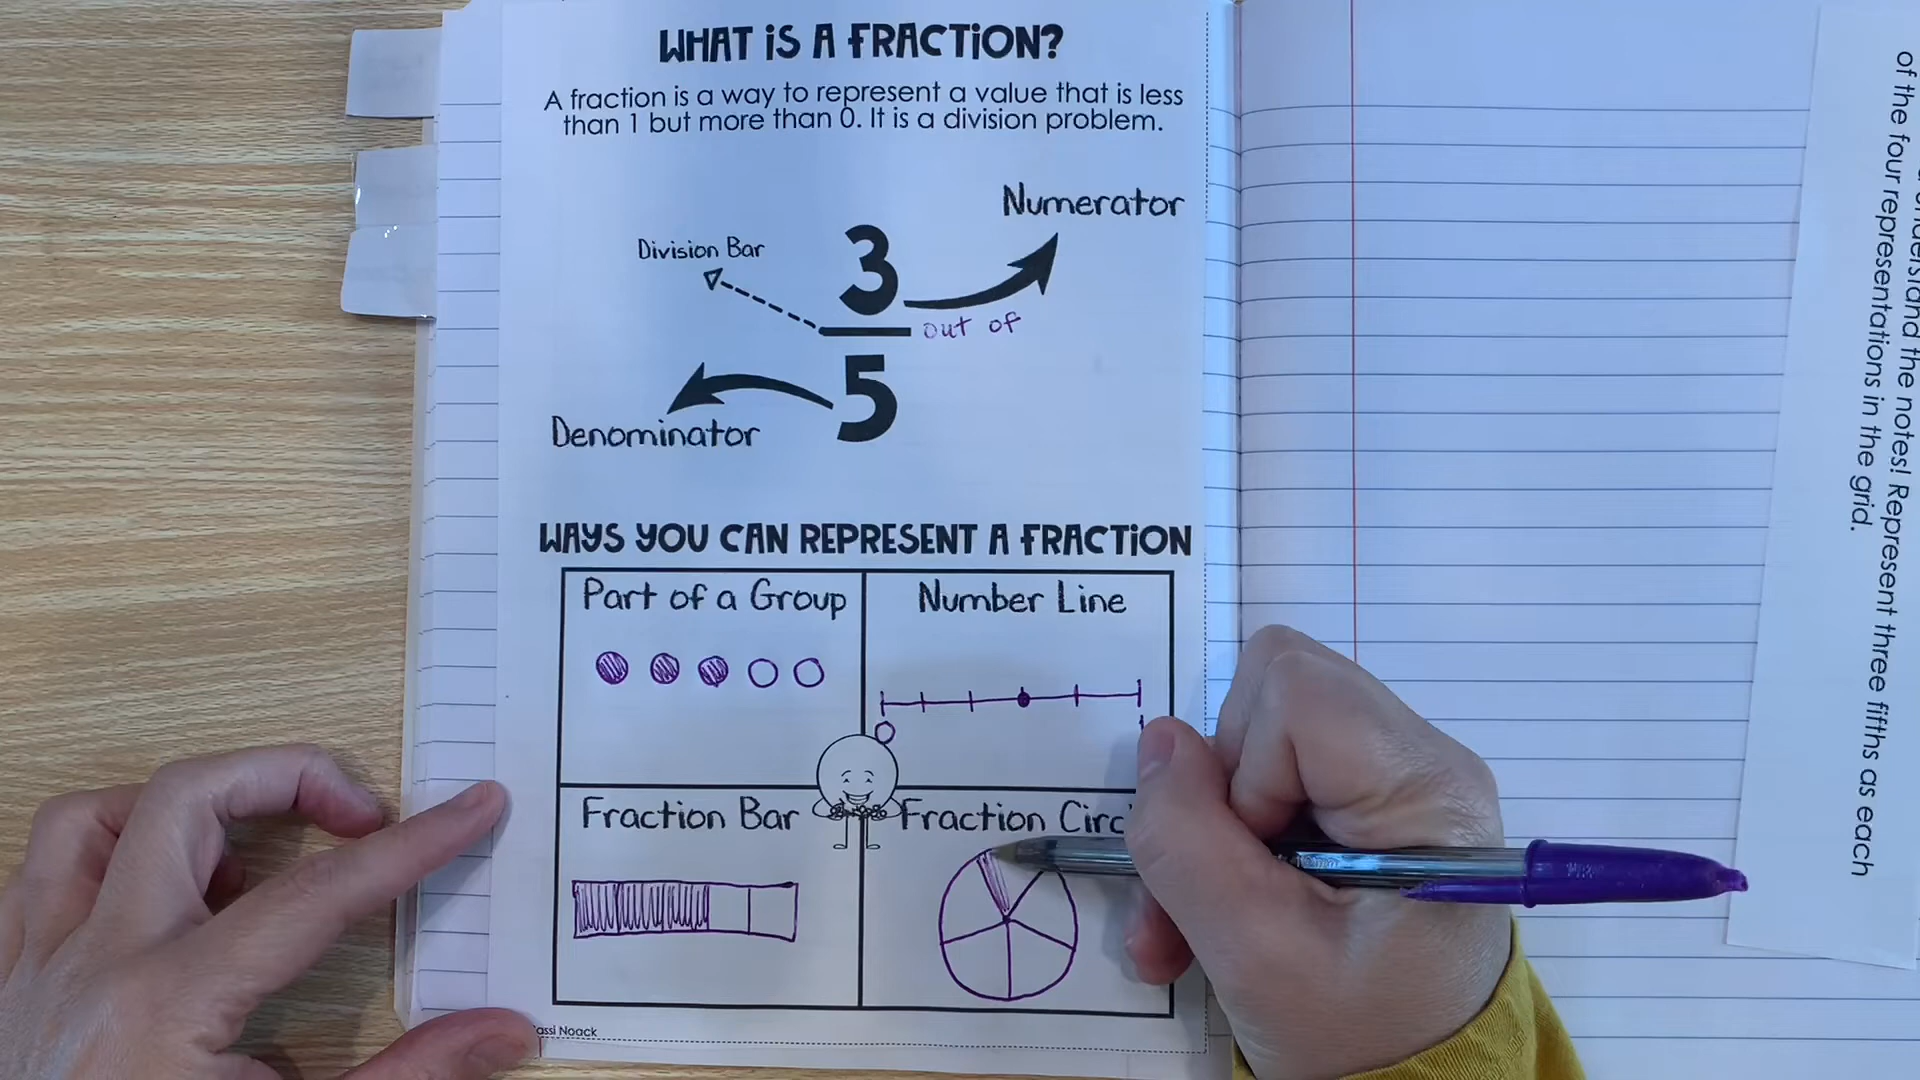 WHAT IS A FRACTION?
A fraction is a way to represent a value that is less
than 1 but more than 0. It is a division problem.
Numerator
Division Bar
3
out of
5
Denominator
WAYS YOU CAN REPRESENT A FRACTION
Part of a Group
Number Line
0
Fraction Bar
Fraction Circ
assi Noack
understand the notes! Represent three fifths as each
of the four representations in the grid.